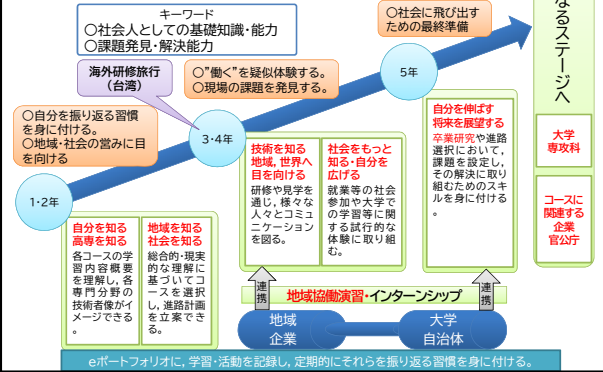 キーワード
○社会人としての基礎知識・能力
○課題発見・解決能力
○社会に飛び出す
ための最終準備
なるステージへ
海外研修旅行
（台湾）
○”働く”を疑似体験する。
○現場の課題を発見する。
5年
○自分を振り返る習慣
を身に付ける。
○地域・社会の営みに目
を向ける
3・4年
1・2年
自分を知る
高専を知る
各コースの学
習内容概要
を理解し,各
専門分野の
技術者像がイ
メージできる
。
地域を知る
社会を知る
総合的・現実
的な理解に
基づいてコー
スを選択
し,進路計画
を立案でき
る。
技術を知る
地域,世界へ
目を向ける
研修や見学を
通じ,様々な
人々とコミュ
ニケーション
を図る。
社会をもっと
知る・自分を
広げる
就業等の社会
参加や大学で
の学習等に関
する試行的な
体験に取り組
む。
自分を伸ばす
将来を展望する
卒業研究や進路
選択において,
課題を設定し,
その解決に取り
組むためのスキ
ルを身に付ける
。
大学
専攻科
コースに
関連する
企業
官公庁
連携
地域協働演習・インターンシップ
連携
地域
企業
大学
自治体
eポートフォリオに,学習・活動を記録し,定期的にそれらを振り返る習慣を身に付ける。